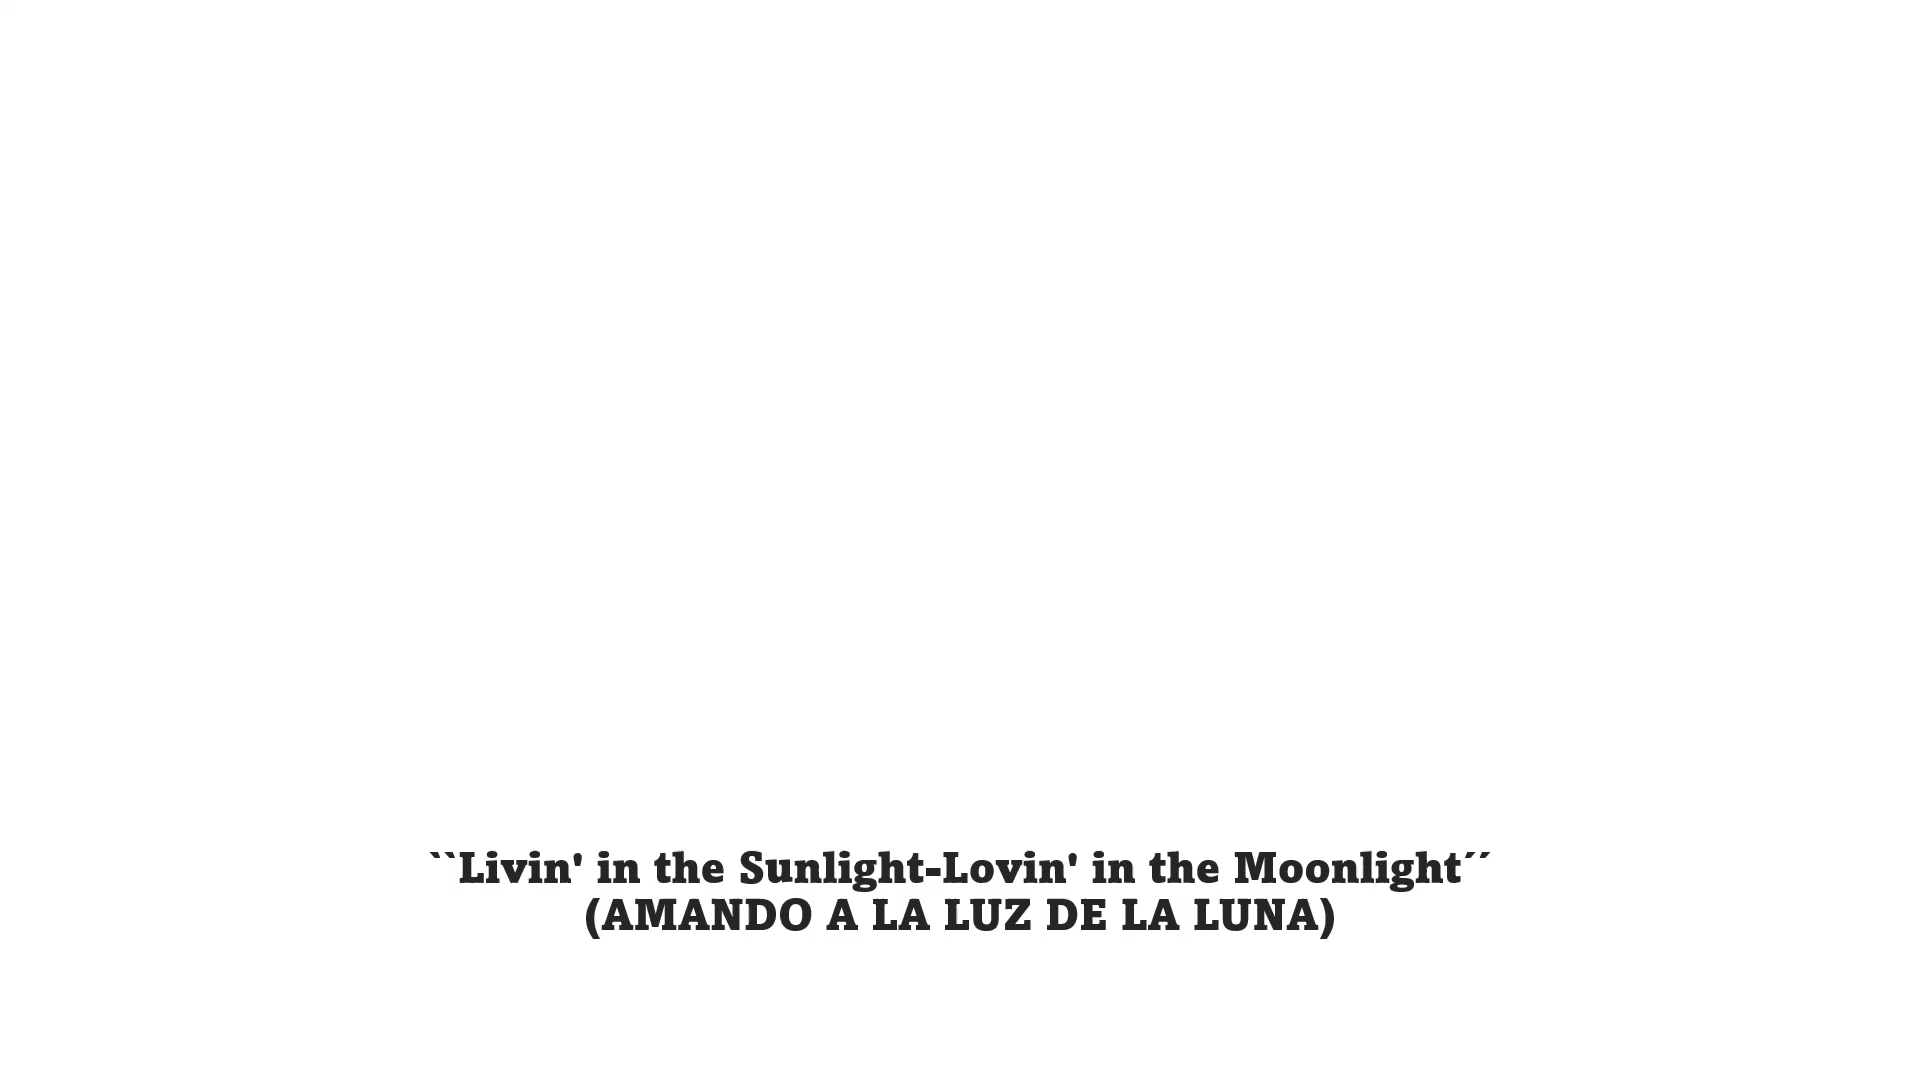 ``Livin' in the Sunlight-Lovin' in the Moonlight´´
(AMANDO A LA LUZ DE LA LUNA)